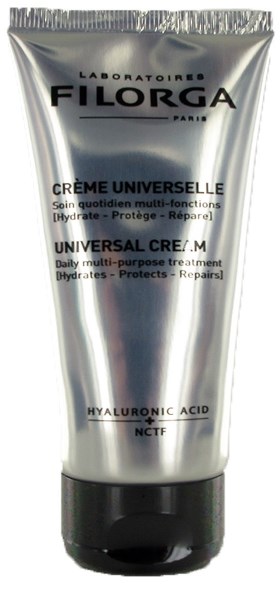 LABORATOIRES
FILORGA
PARIS
CRÈME UNIVERSELLE
Soin quotidien multi-fonctions
[Hydrate - Protège - Répare]
UNIVERSAL CREAM
Daily multi-purpose treatment
[Hydrates - Protects - Repairs]
HYALURONIC ACID
+
NCTF